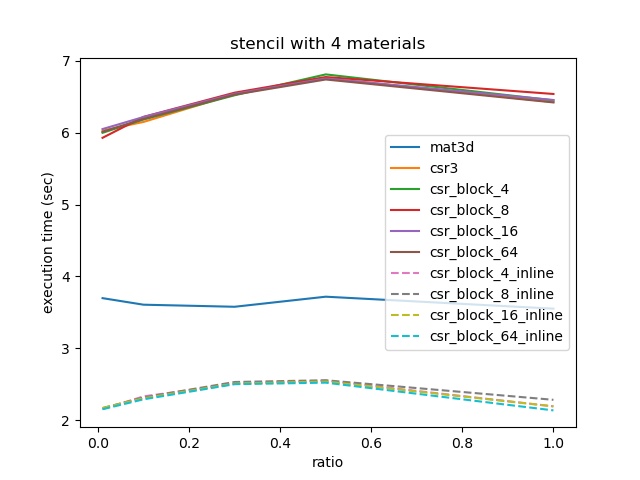 stencil with 4 materials
7
6
5
4
3
2
execution time (sec)
mat3d
csr3
csr_block_4
csr_block_8
csr_block_16
csr_block_64
csr_block_4_inline
csr_block_8_inline
csr_block_16_inline
csr_block_64_inline
0.0 0.2 0.4 0.6 0.8 1.0
ratio